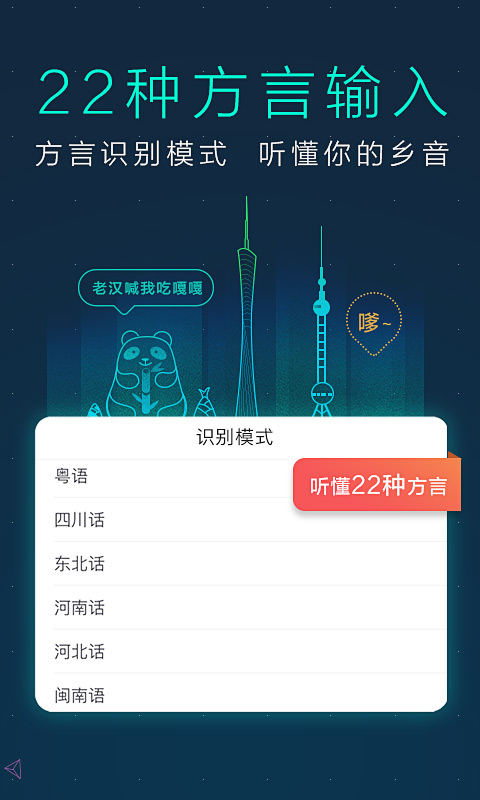 22种方言输入
方言识别模式 听懂你的乡音
老汉喊我吃嘎嘎
嗲~
识别模式
粤语
听懂22种方言
四川话
东北话
河南话
河北话
闽南语